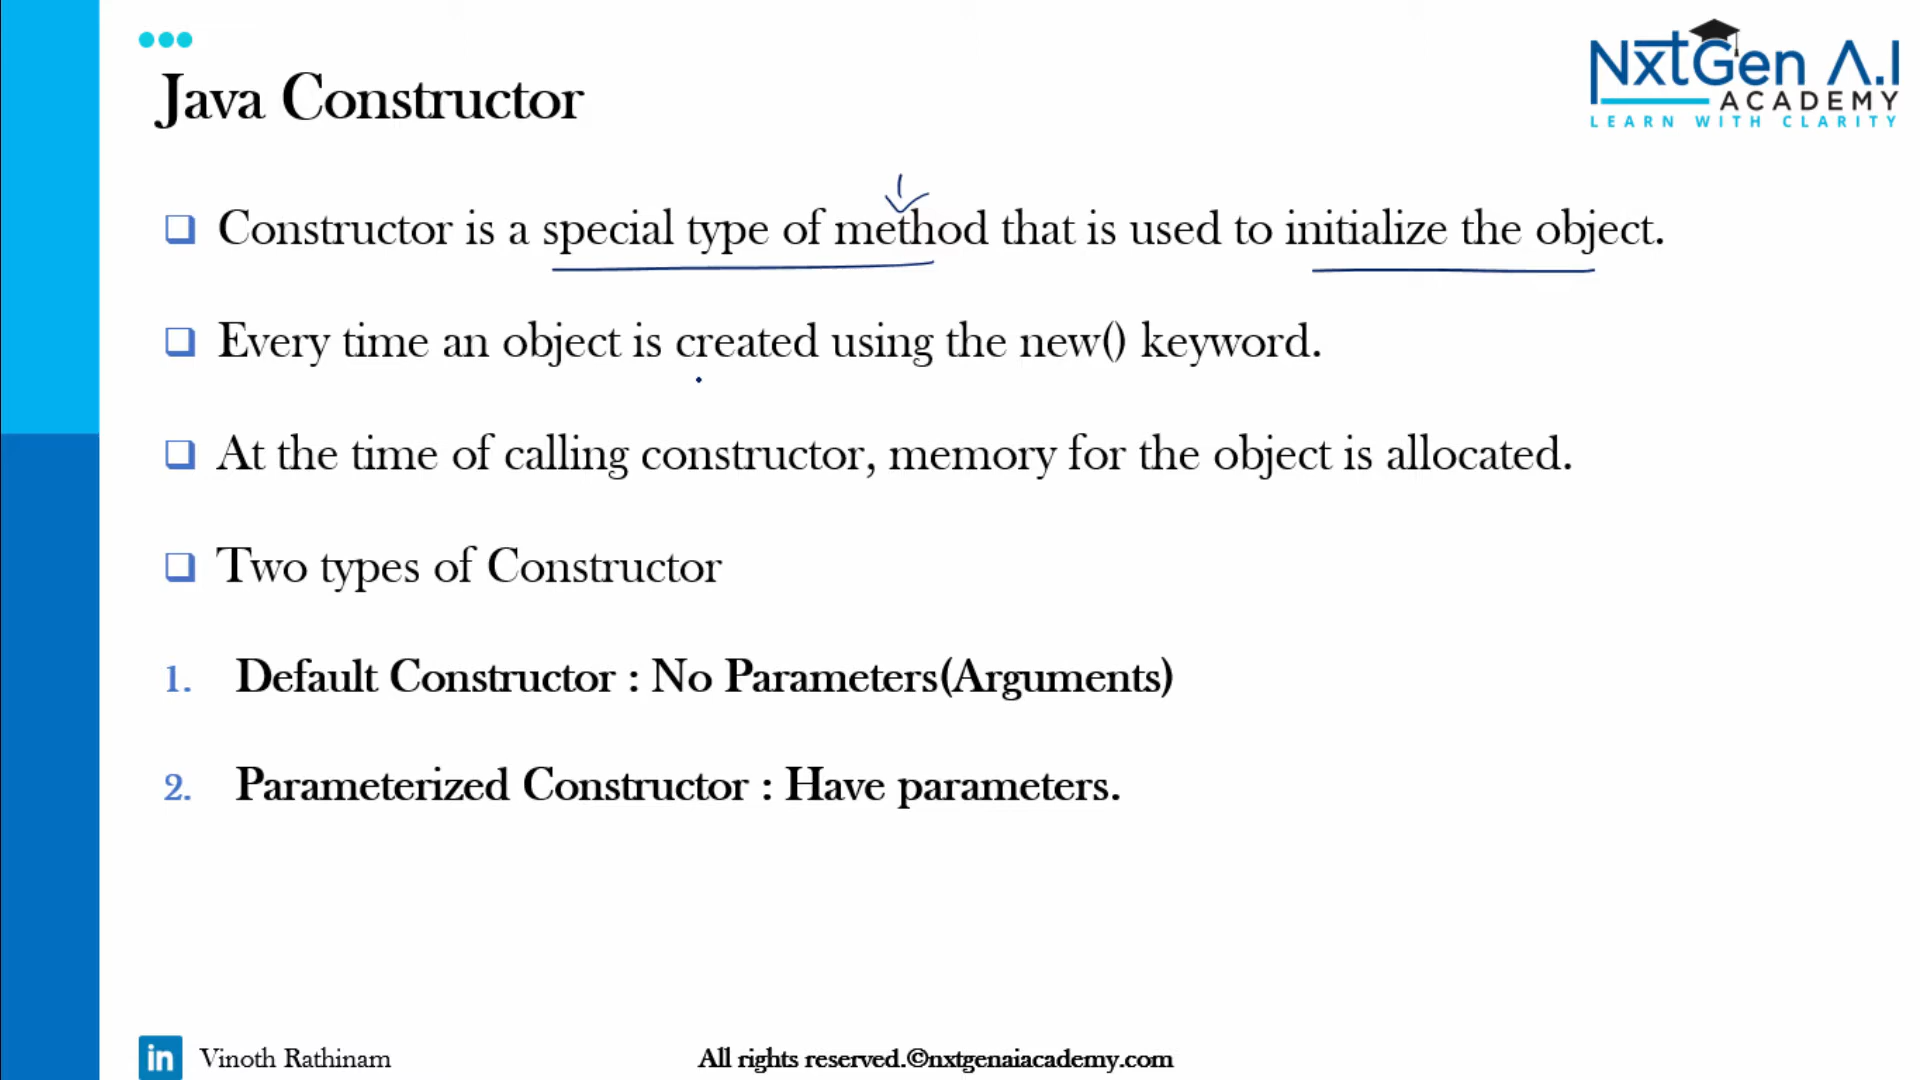 Java Constructor
NxtGen A.I
ACADEMY
LEARN WITH CLARITY
Constructor is a special type of method that is used to initialize the object.
Every time an object is created using the new() keyword.
At the time of calling constructor, memory for the object is allocated.
Two types of Constructor
1. Default Constructor : No Parameters(Arguments)
2. Parameterized Constructor : Have parameters.
in Vinoth Rathinam
All rights reserved.©nxtgenaiacademy.com